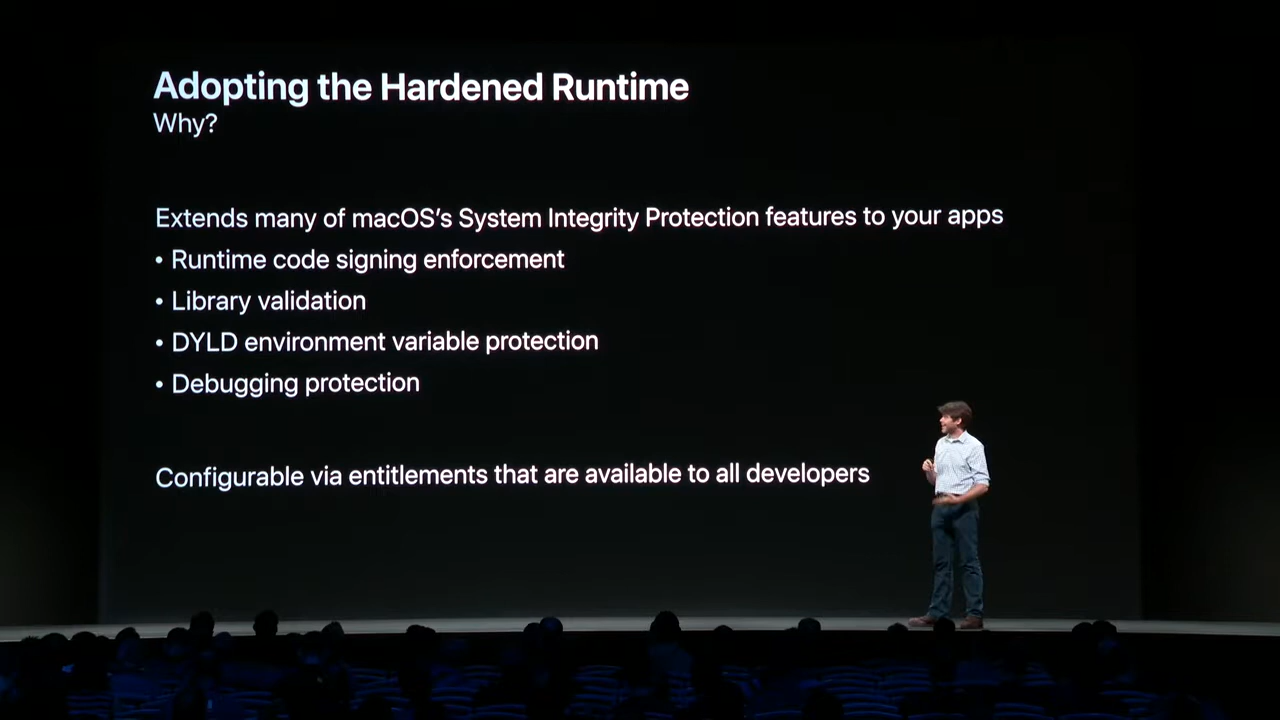 Adopting the Hardened Runtime
Why?
Extends many of macOS's System Integrity Protection features to your apps
• Runtime code signing enforcement
• Library validation
• DYLD environment variable protection
• Debugging protection
Configurable via entitlements that are available to all developers